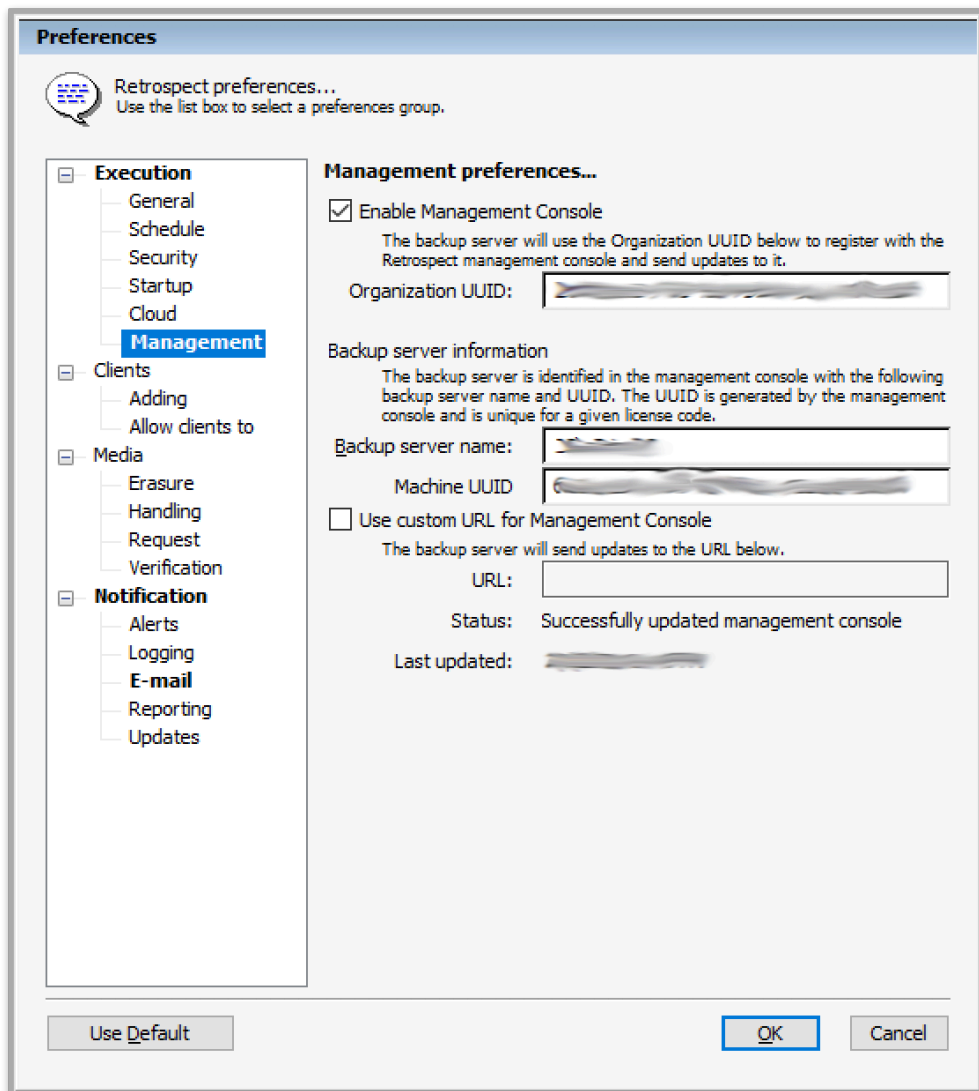 Preferences
Retrospect preferences...
Use the list box to select a preferences group.
Execution
General
Schedule
Security
Startup
Cloud
Management
Clients
Adding
Allow clients to
Media
Erasure
Handling
Request
Verification
Notification
Alerts
Logging
E-mail
Reporting
Updates
Management preferences...
Enable Management Console
The backup server will use the Organization UUID below to register with the
Retrospect management console and send updates to it.
Organization UUID:
Backup server information
The backup server is identified in the management console with the following
backup server name and UUID. The UUID is generated by the management
console and is unique for a given license code.
Backup server name:
Machine UUID
Use custom URL for Management Console
The backup server will send updates to the URL below.
URL:
Status: Successfully updated management console
Last updated:
Use Default
OK
Cancel